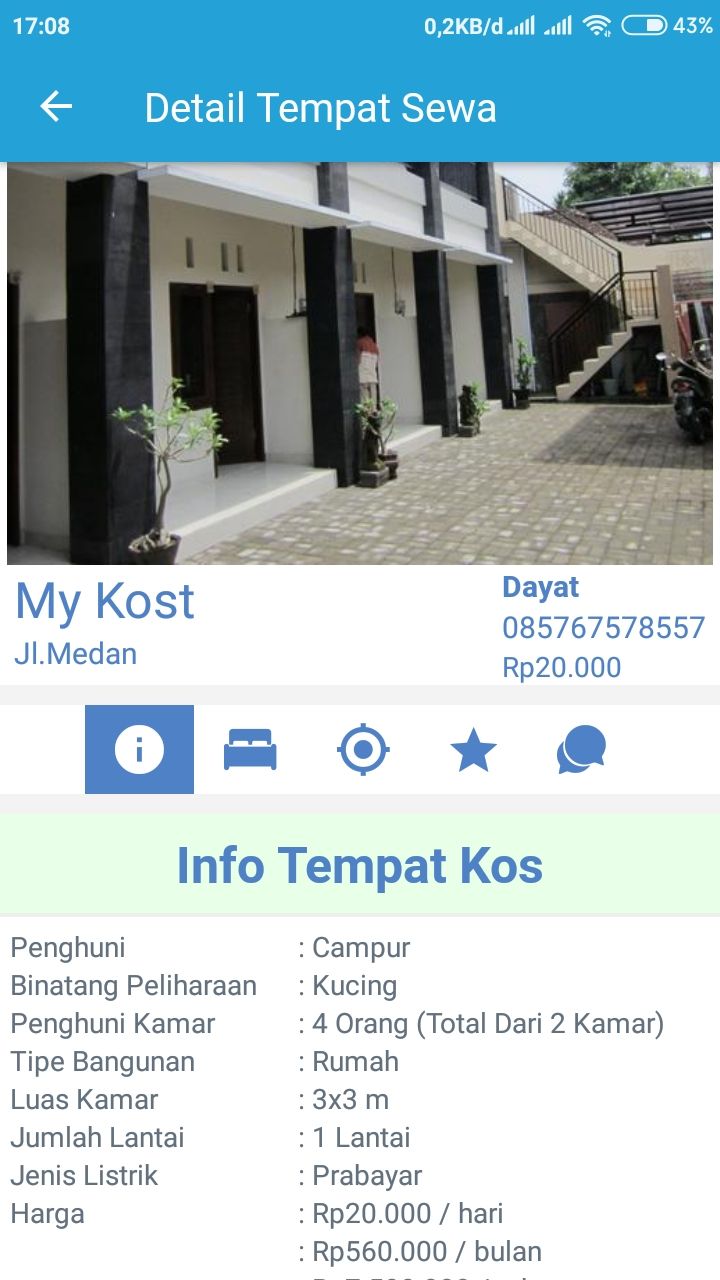 17:08
0,2KB/d
43%
Detail Tempat Sewa
My Kost
Jl.Medan
Dayat
085767578557
Rp20.000
Info Tempat Kos
Penghuni : Campur
Binatang Peliharaan : Kucing
Penghuni Kamar : 4 Orang (Total Dari 2 Kamar)
Tipe Bangunan : Rumah
Luas Kamar : 3x3 m
Jumlah Lantai : 1 Lantai
Jenis Listrik : Prabayar
Harga : Rp20.000 / hari
: Rp560.000 / bulan